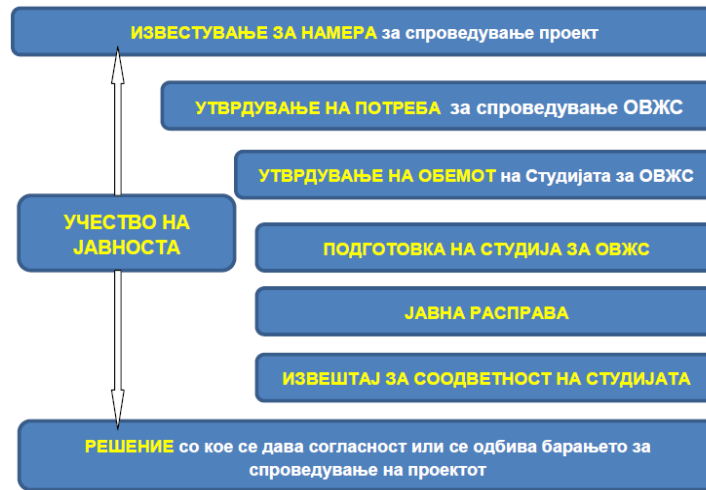 ИЗВЕСТУВАЊЕ ЗА НАМЕРА за спроведување проект
УТВРДУВАЊЕ НА ПОТРЕБА за спроведување ОВЖС
УТВРДУВАЊЕ НА ОБЕМОТ на Студијата за ОВЖС
УЧЕСТВО НА
ЈАВНОСТА
ПОДГОТОВКА НА СТУДИЈА ЗА ОВЖС
ЈАВНА РАСПРАВА
ИЗВЕШТАЈ ЗА СООДВЕТНОСТ НА СТУДИЈАТА
РЕШЕНИЕ со кое се дава согласност или се одбива барањето за
спроведување на проектот